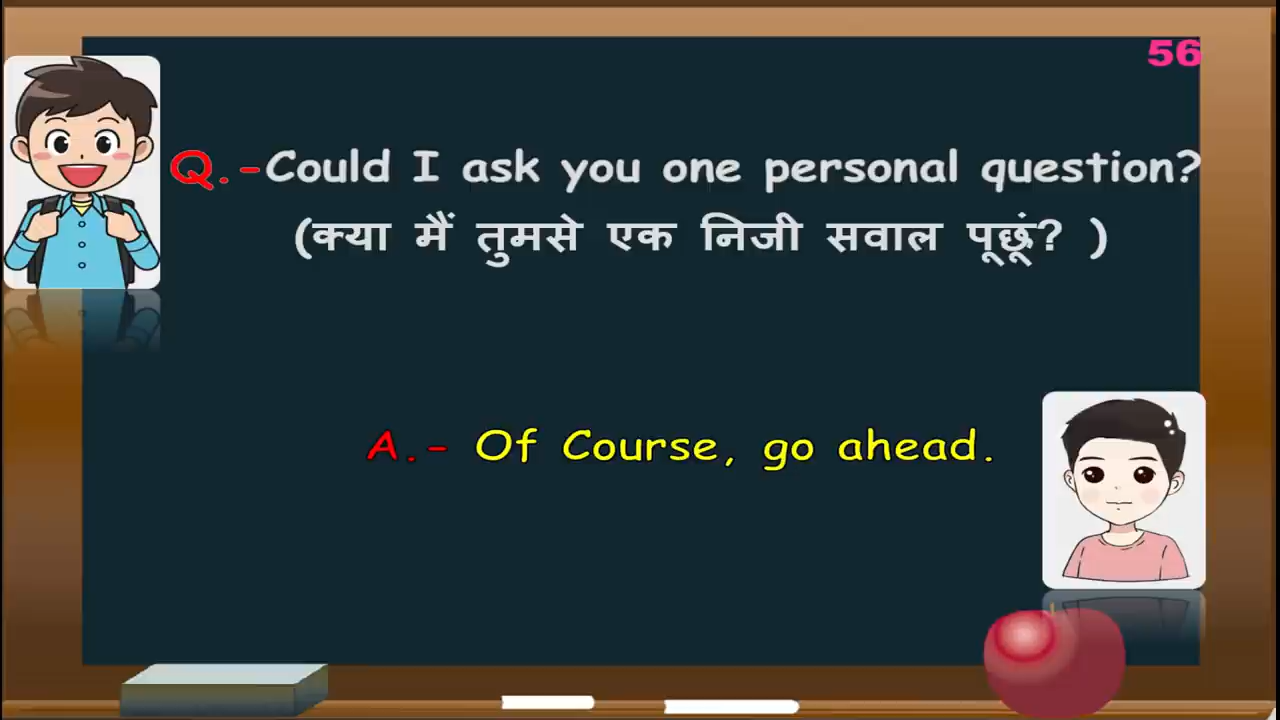 56
Q.-Could I ask you one personal question?
(क्या मैं तुमसे एक निजी सवाल पूछूं? )
A.- Of Course, go ahead.